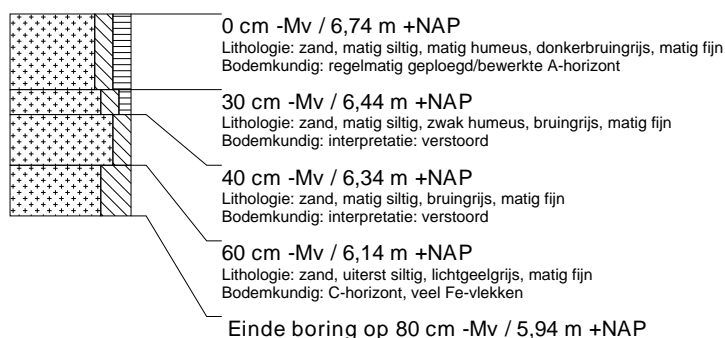 0 cm -Mv / 6,74 m +NAP
Lithologie: zand, matig siltig, matig humeus, donkerbruingrijs, matig fijn
Bodemkundig: regelmatig geploegd/bewerkte A-horizont
30 cm -Mv / 6,44 m +NAP
Lithologie: zand, matig siltig, zwak humeus, bruingrijs, matig fijn
Bodemkundig: interpretatie: verstoord
40 cm -Mv / 6,34 m +NAP
Lithologie: zand, matig siltig, bruingrijs, matig fijn
Bodemkundig: interpretatie: verstoord
60 cm -Mv / 6,14 m +NAP
Lithologie: zand, uiterst siltig, lichtgeelgrijs, matig fijn
Bodemkundig: C-horizont, veel Fe-vlekken
Einde boring op 80 cm -Mv / 5,94 m +NAP